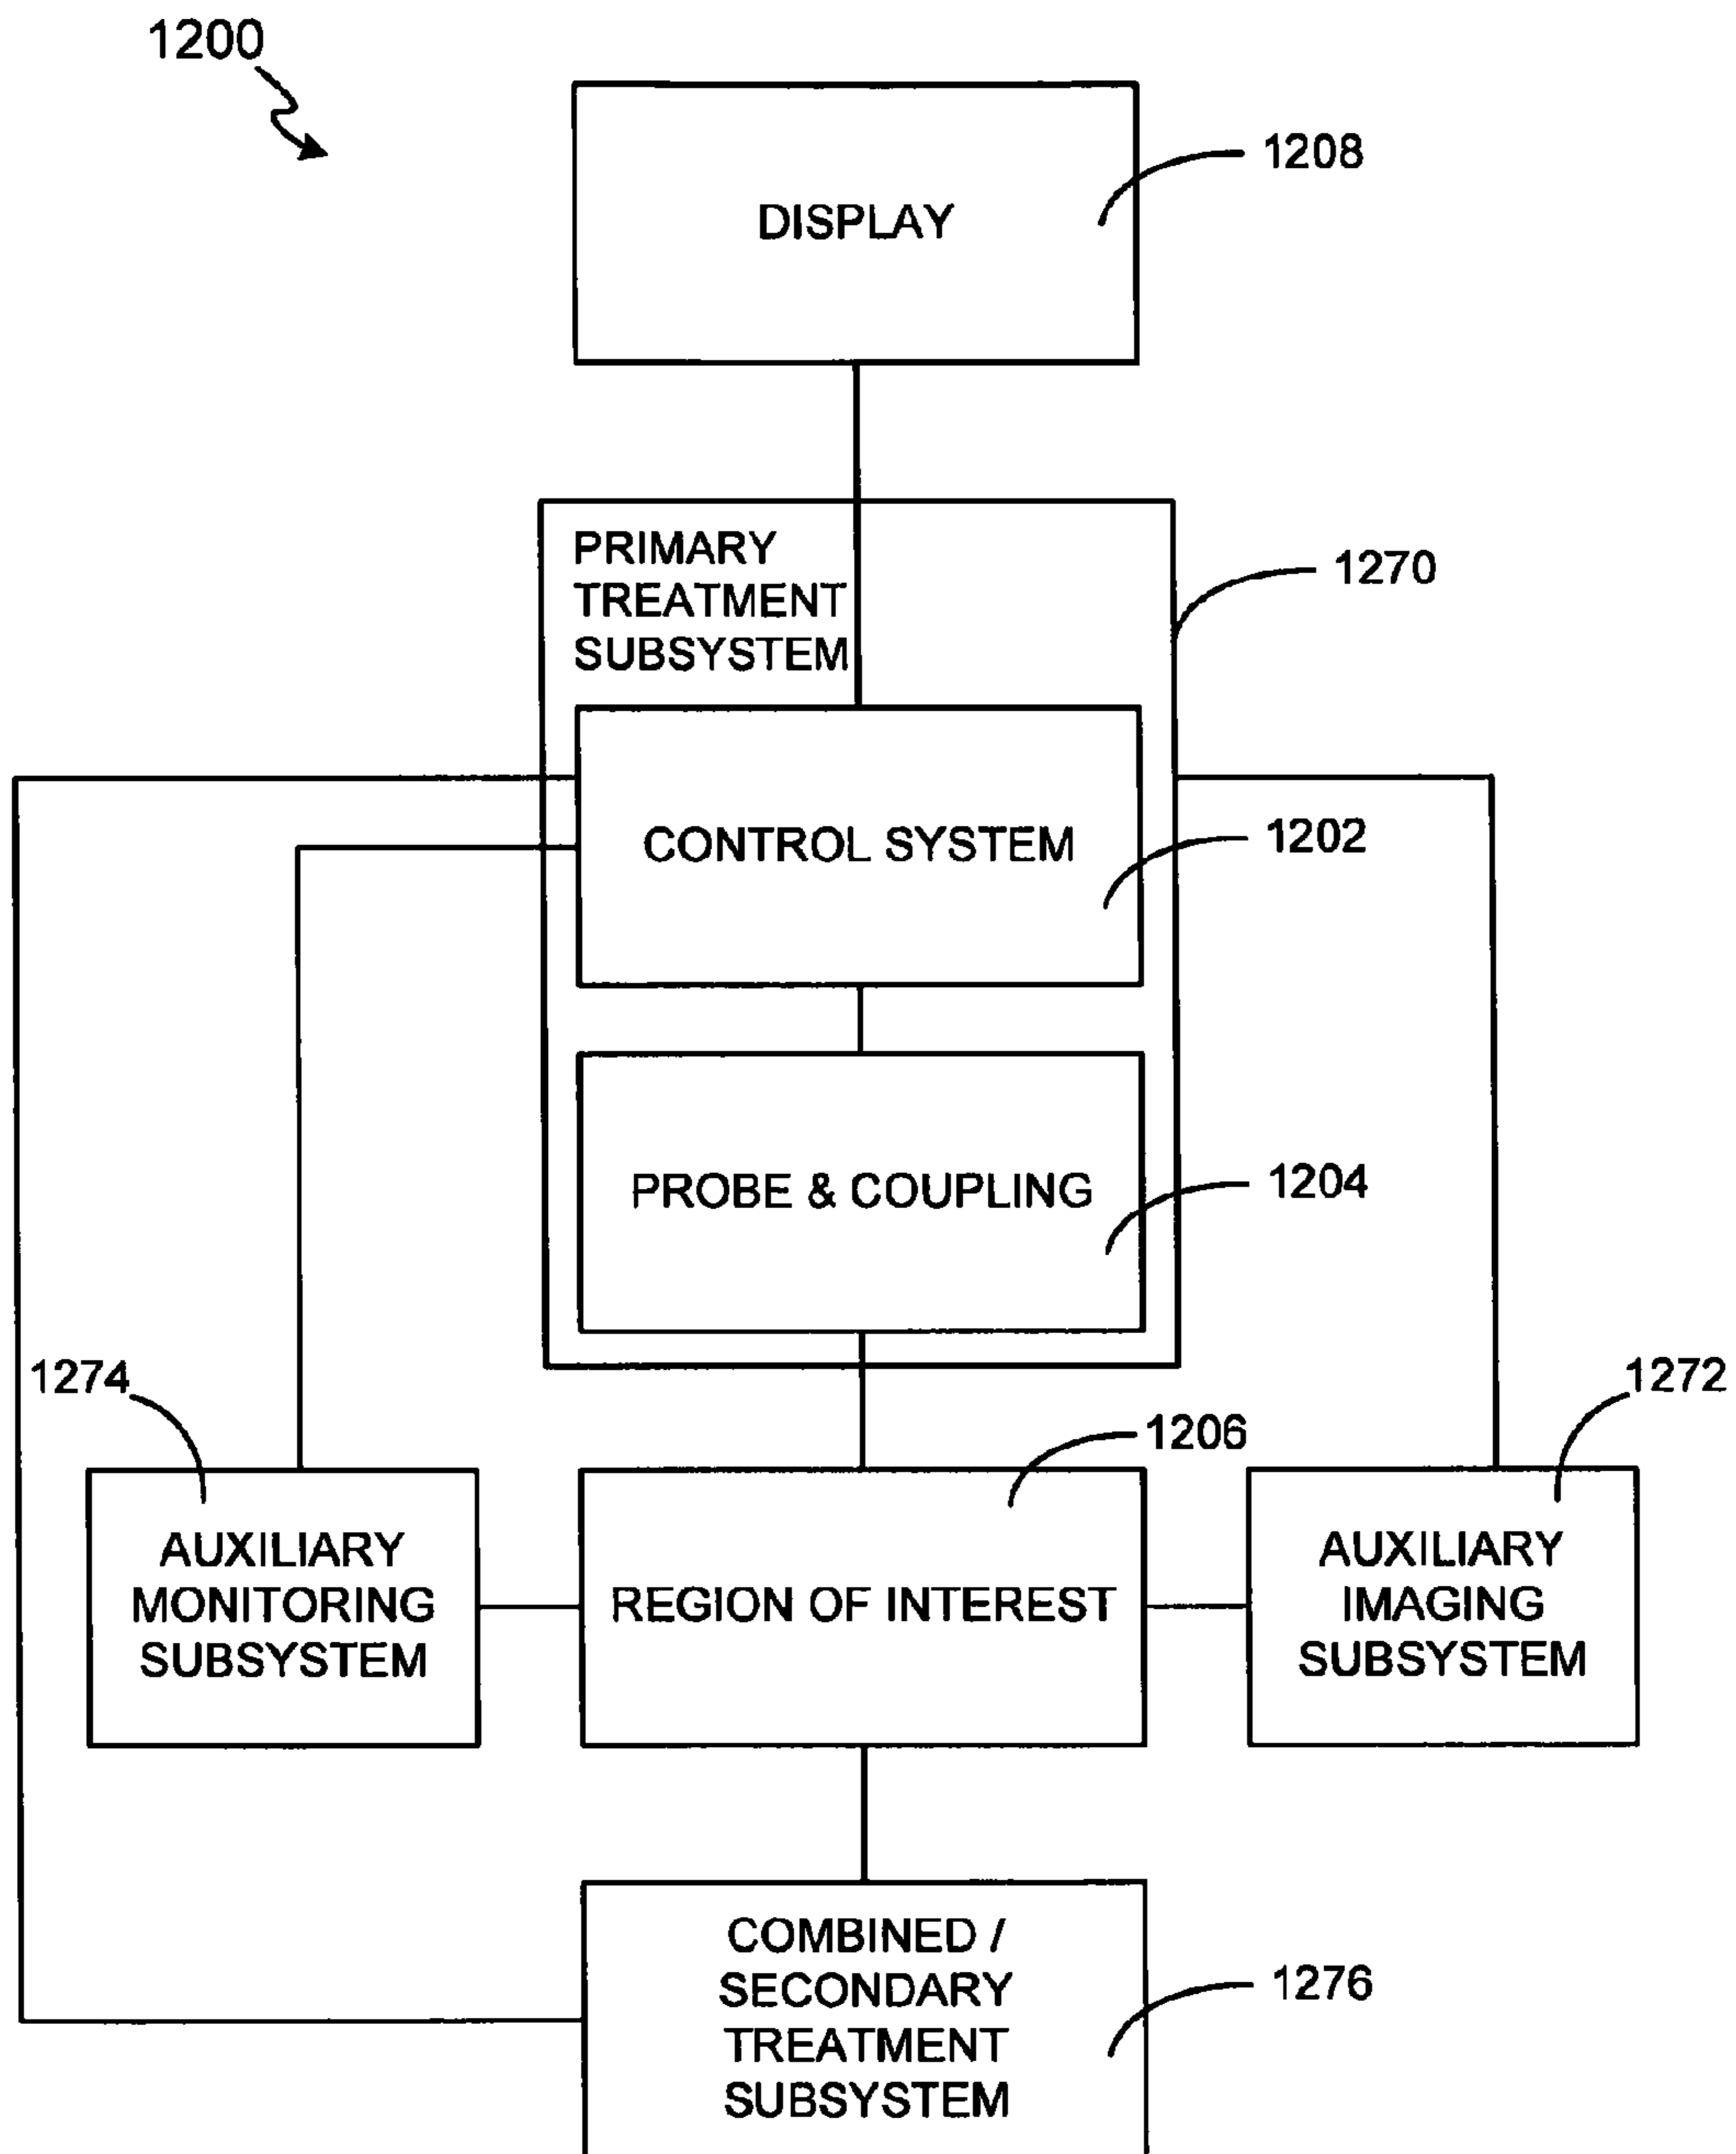 1200
1208
DISPLAY
PRIMARY
TREATMENT
SUBSYSTEM
1270
CONTROL SYSTEM
1202
PROBE & COUPLING
1204
1274
1272
1206
AUXILIARY
MONITORING
SUBSYSTEM
REGION OF INTEREST
AUXILIARY
IMAGING
SUBSYSTEM
COMBINED /
SECONDARY
TREATMENT
SUBSYSTEM
1276